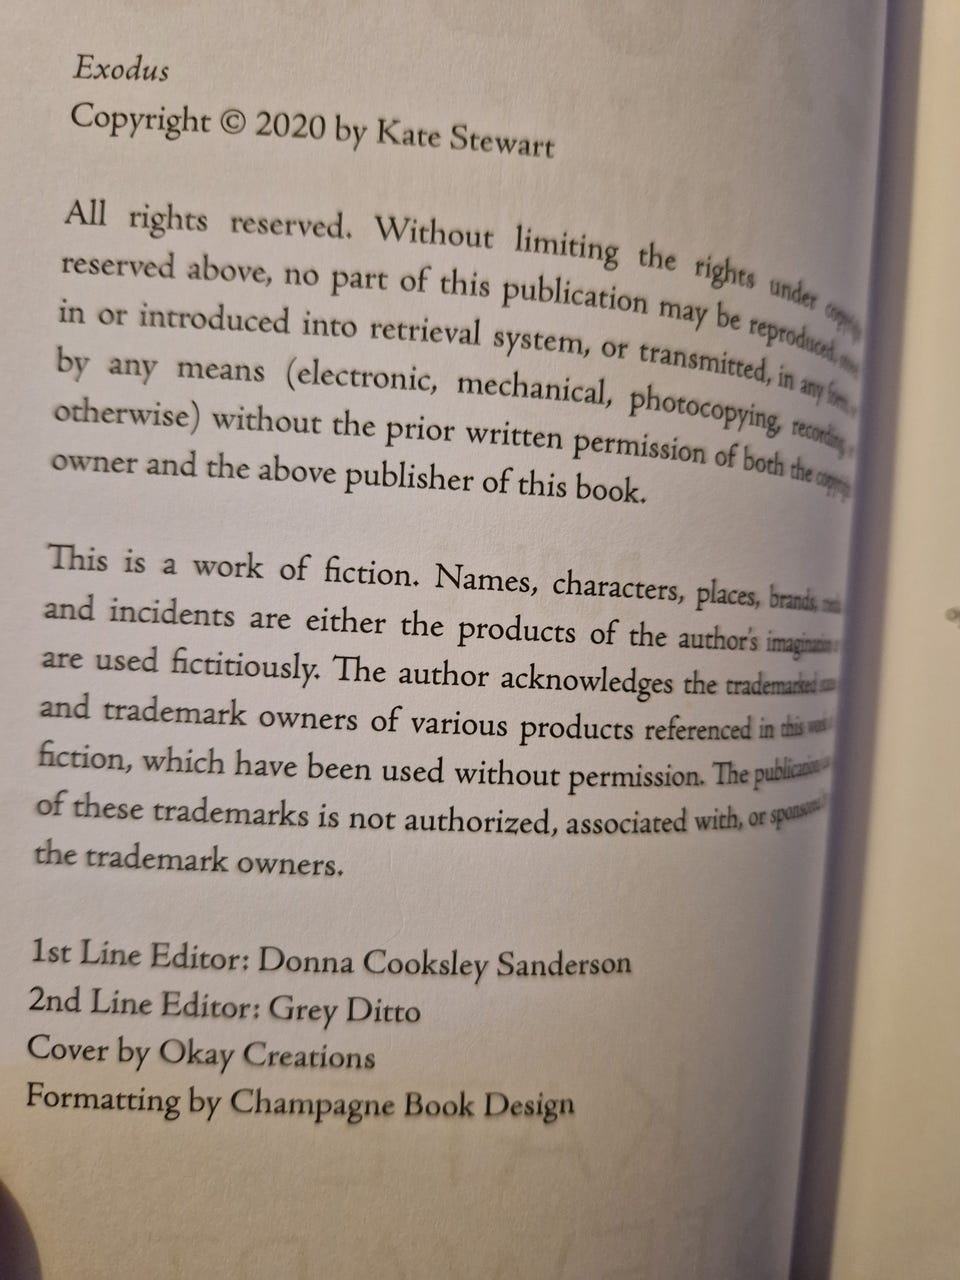 Exodus
Copyright © 2020 by Kate Stewart
All rights reserved. Without limiting the rights under
reserved above, no part of this publication may be reproduced,
in or introduced into retrieval system, or transmitted, in any form,
by any means (electronic, mechanical, photocopying, recording,
otherwise) without the prior written permission of both the
owner and the above publisher of this book.
This is a work of fiction. Names, characters, places, brands,
and incidents are either the products of the author's
are used fictitiously. The author acknowledges the trademarked
and trademark owners of various products referenced in this
fiction, which have been used without permission. The
of these trademarks is not authorized, associated with, or
the trademark owners.
1st Line Editor: Donna Cooksley Sanderson
2nd Line Editor: Grey Ditto
Cover by Okay Creations
Formatting by Champagne Book Design